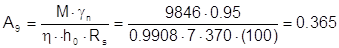 A₉ = M · γₙ / η · h₀ · Rₛ = 9846 · 0.95 / 0.9908 · 7 · 370 · (100) = 0.365